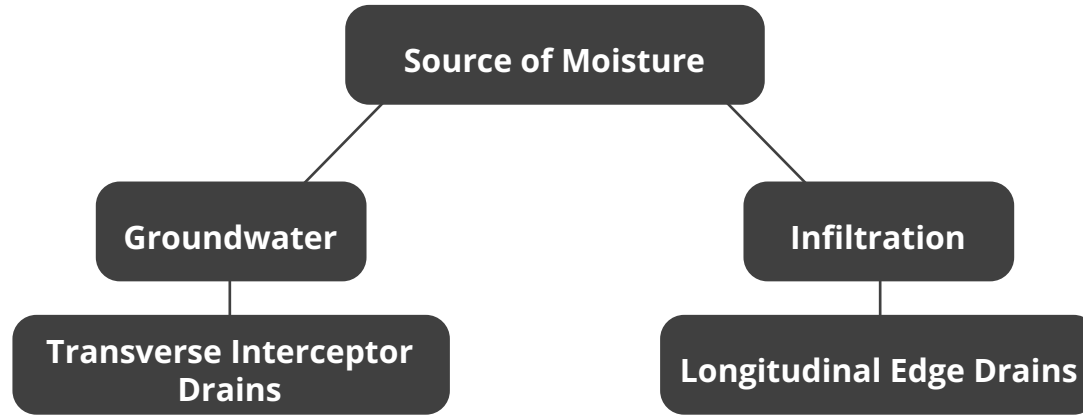 Source of Moisture
Groundwater
Infiltration
Transverse Interceptor
Drains
Longitudinal Edge Drains